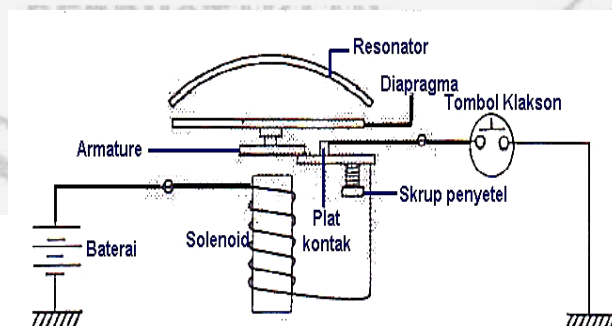 Resonator
Diapragma
Tombol Klakson
Armature
Skrup penyetel
Plat
kontak
Solenoid
Baterai